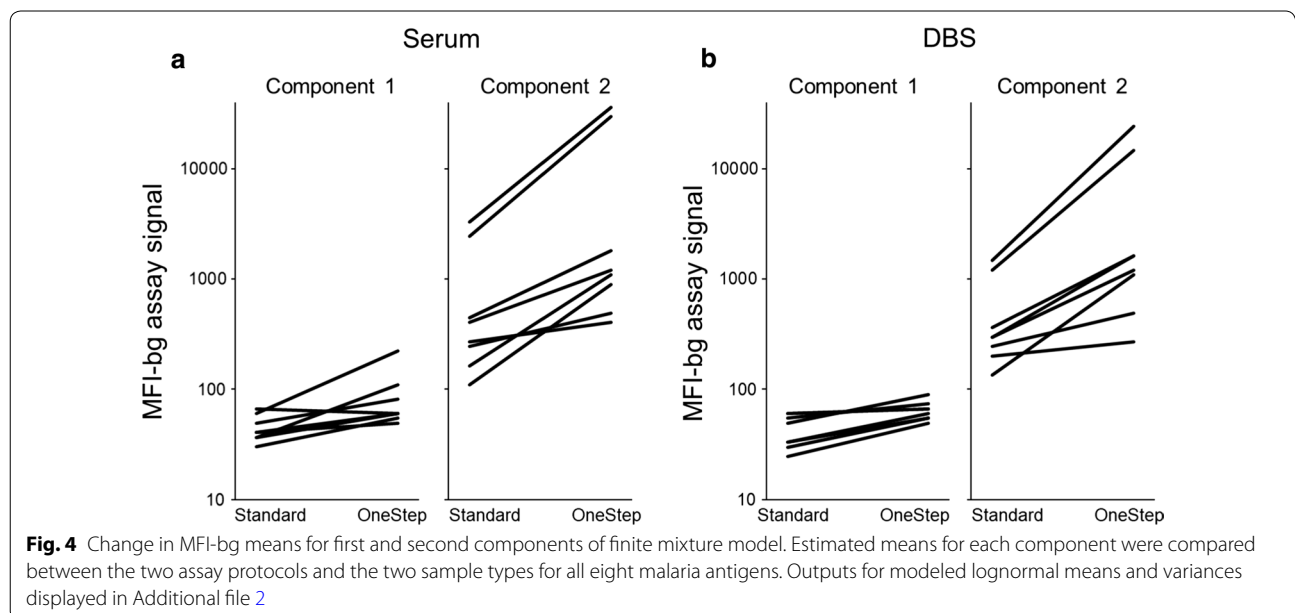 Serum
DBS
a
b
Component 1
Component 2
Component 1
Component 2
MFI-bg assay signal
MFI-bg assay signal
10000
1000
100
10
10000
1000
100
10
Standard
OneStep
Standard
OneStep
Standard
OneStep
Standard
OneStep
Fig. 4 Change in MFI-bg means for first and second components of finite mixture model. Estimated means for each component were compared
between the two assay protocols and the two sample types for all eight malaria antigens. Outputs for modeled lognormal means and variances
displayed in Additional file 2